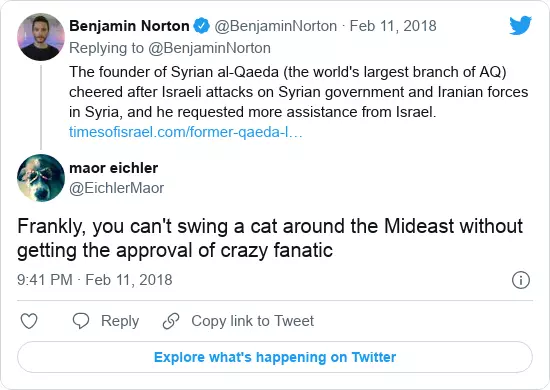 Benjamin Norton @BenjaminNorton · Feb 11, 2018
Replying to @BenjaminNorton
The founder of Syrian al-Qaeda (the world's largest branch of AQ)
cheered after Israeli attacks on Syrian government and Iranian forces
in Syria, and he requested more assistance from Israel.
timesofisrael.com/former-qaeda-l…
maor eichler
@EichlerMaor
Frankly, you can't swing a cat around the Mideast without
getting the approval of crazy fanatic
9:41 PM · Feb 11, 2018
Reply
Copy link to Tweet
Explore what's happening on Twitter